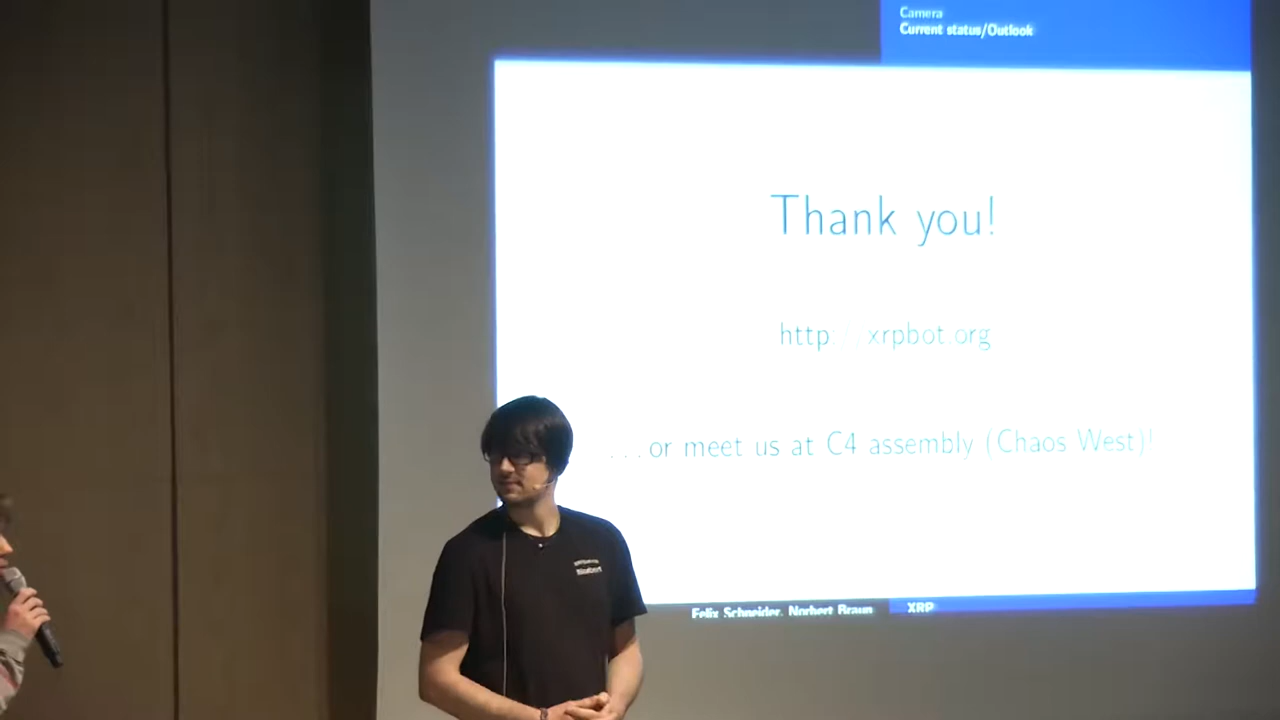 Camera
Current status/Outlook
Thank you!
http://xrpbot.org
...or meet us at C4 assembly (Chaos West)!
Felix Schneider, Norbert Braun
XRP